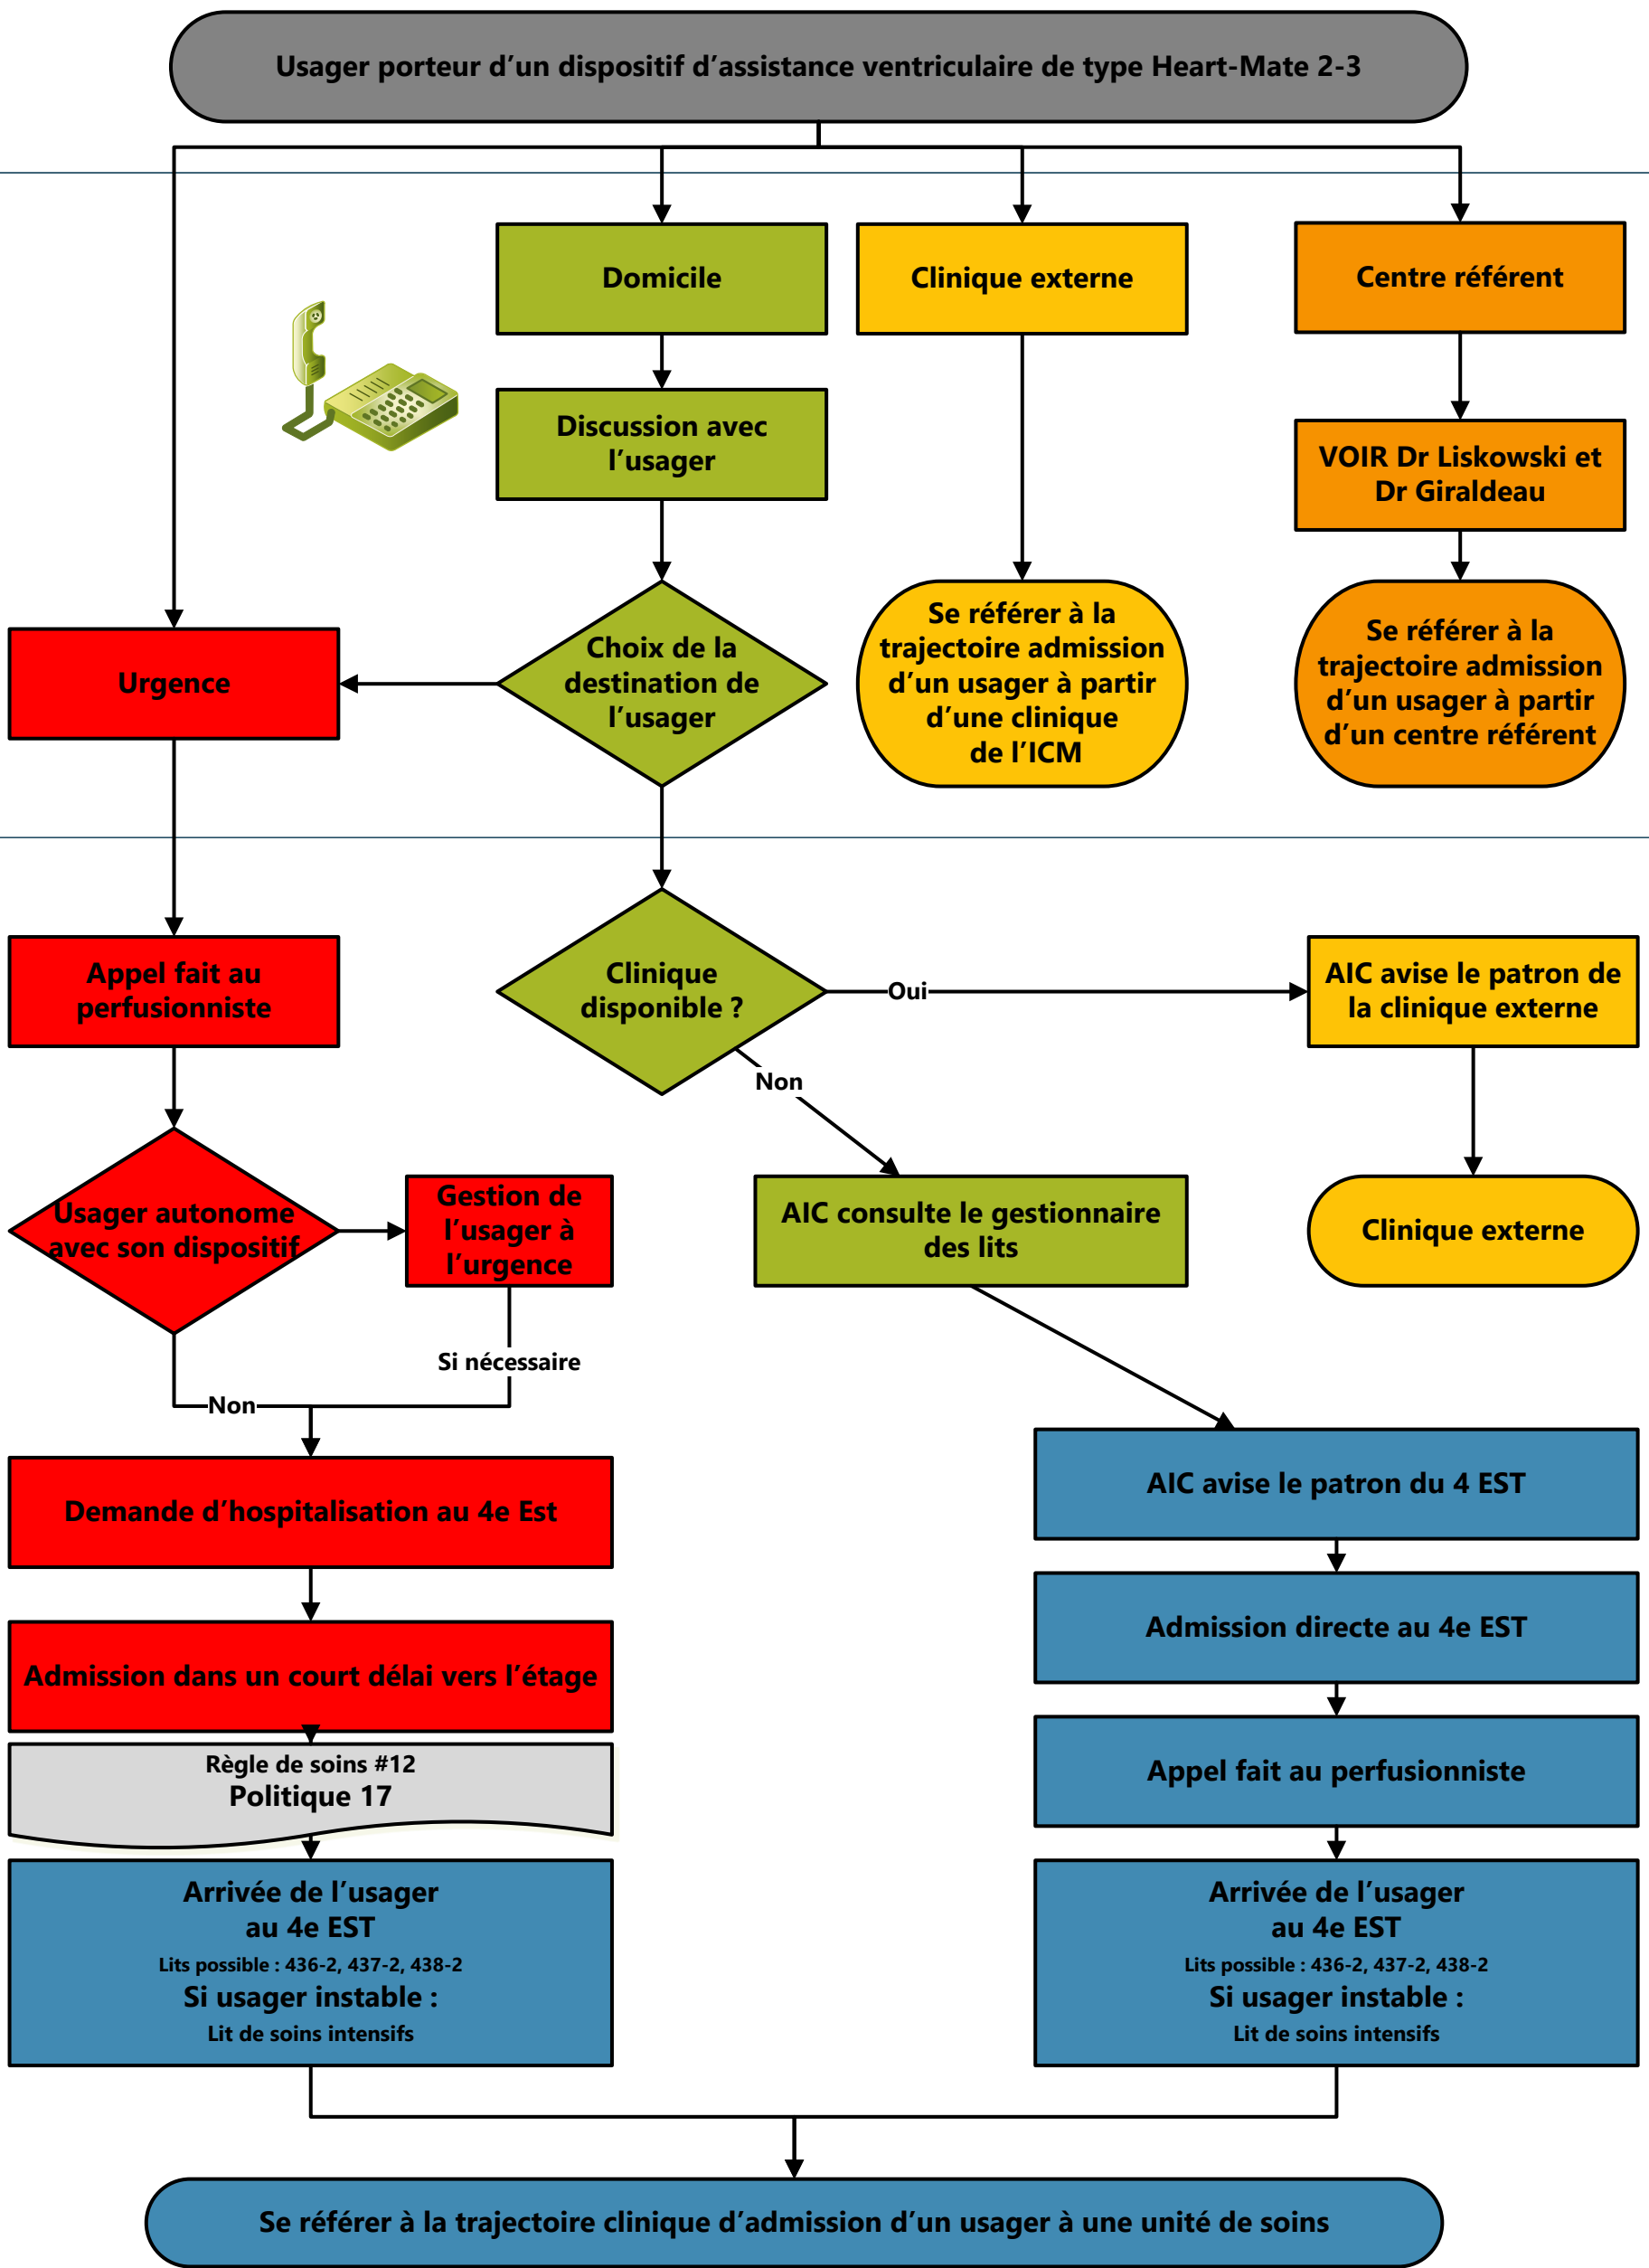 Usager porteur d’un dispositif d’assistance ventriculaire de type Heart-Mate 2-3
Domicile
Clinique externe
Centre référent
Discussion avec
l’usager
VOIR Dr Liskowski et
Dr Giraldeau
Urgence
Choix de la
destination de
l’usager
Se référer à la
trajectoire admission
d’un usager à partir
d’une clinique
de l’ICM
Se référer à la
trajectoire admission
d’un usager à partir
d’un centre référent
Appel fait au
perfusionniste
Clinique
disponible ?
Oui
AIC avise le patron de
la clinique externe
Non
Usager autonome
avec son dispositif
Gestion de
l’usager à
l’urgence
AIC consulte le gestionnaire
des lits
Clinique externe
Si nécessaire
Non
Demande d’hospitalisation au 4e Est
AIC avise le patron du 4 EST
Admission dans un court délai vers l’étage
Admission directe au 4e EST
Règle de soins #12
Politique 17
Appel fait au perfusionniste
Arrivée de l’usager
au 4e EST
Lits possible : 436-2, 437-2, 438-2
Si usager instable :
Lit de soins intensifs
Arrivée de l’usager
au 4e EST
Lits possible : 436-2, 437-2, 438-2
Si usager instable :
Lit de soins intensifs
Se référer à la trajectoire clinique d’admission d’un usager à une unité de soins